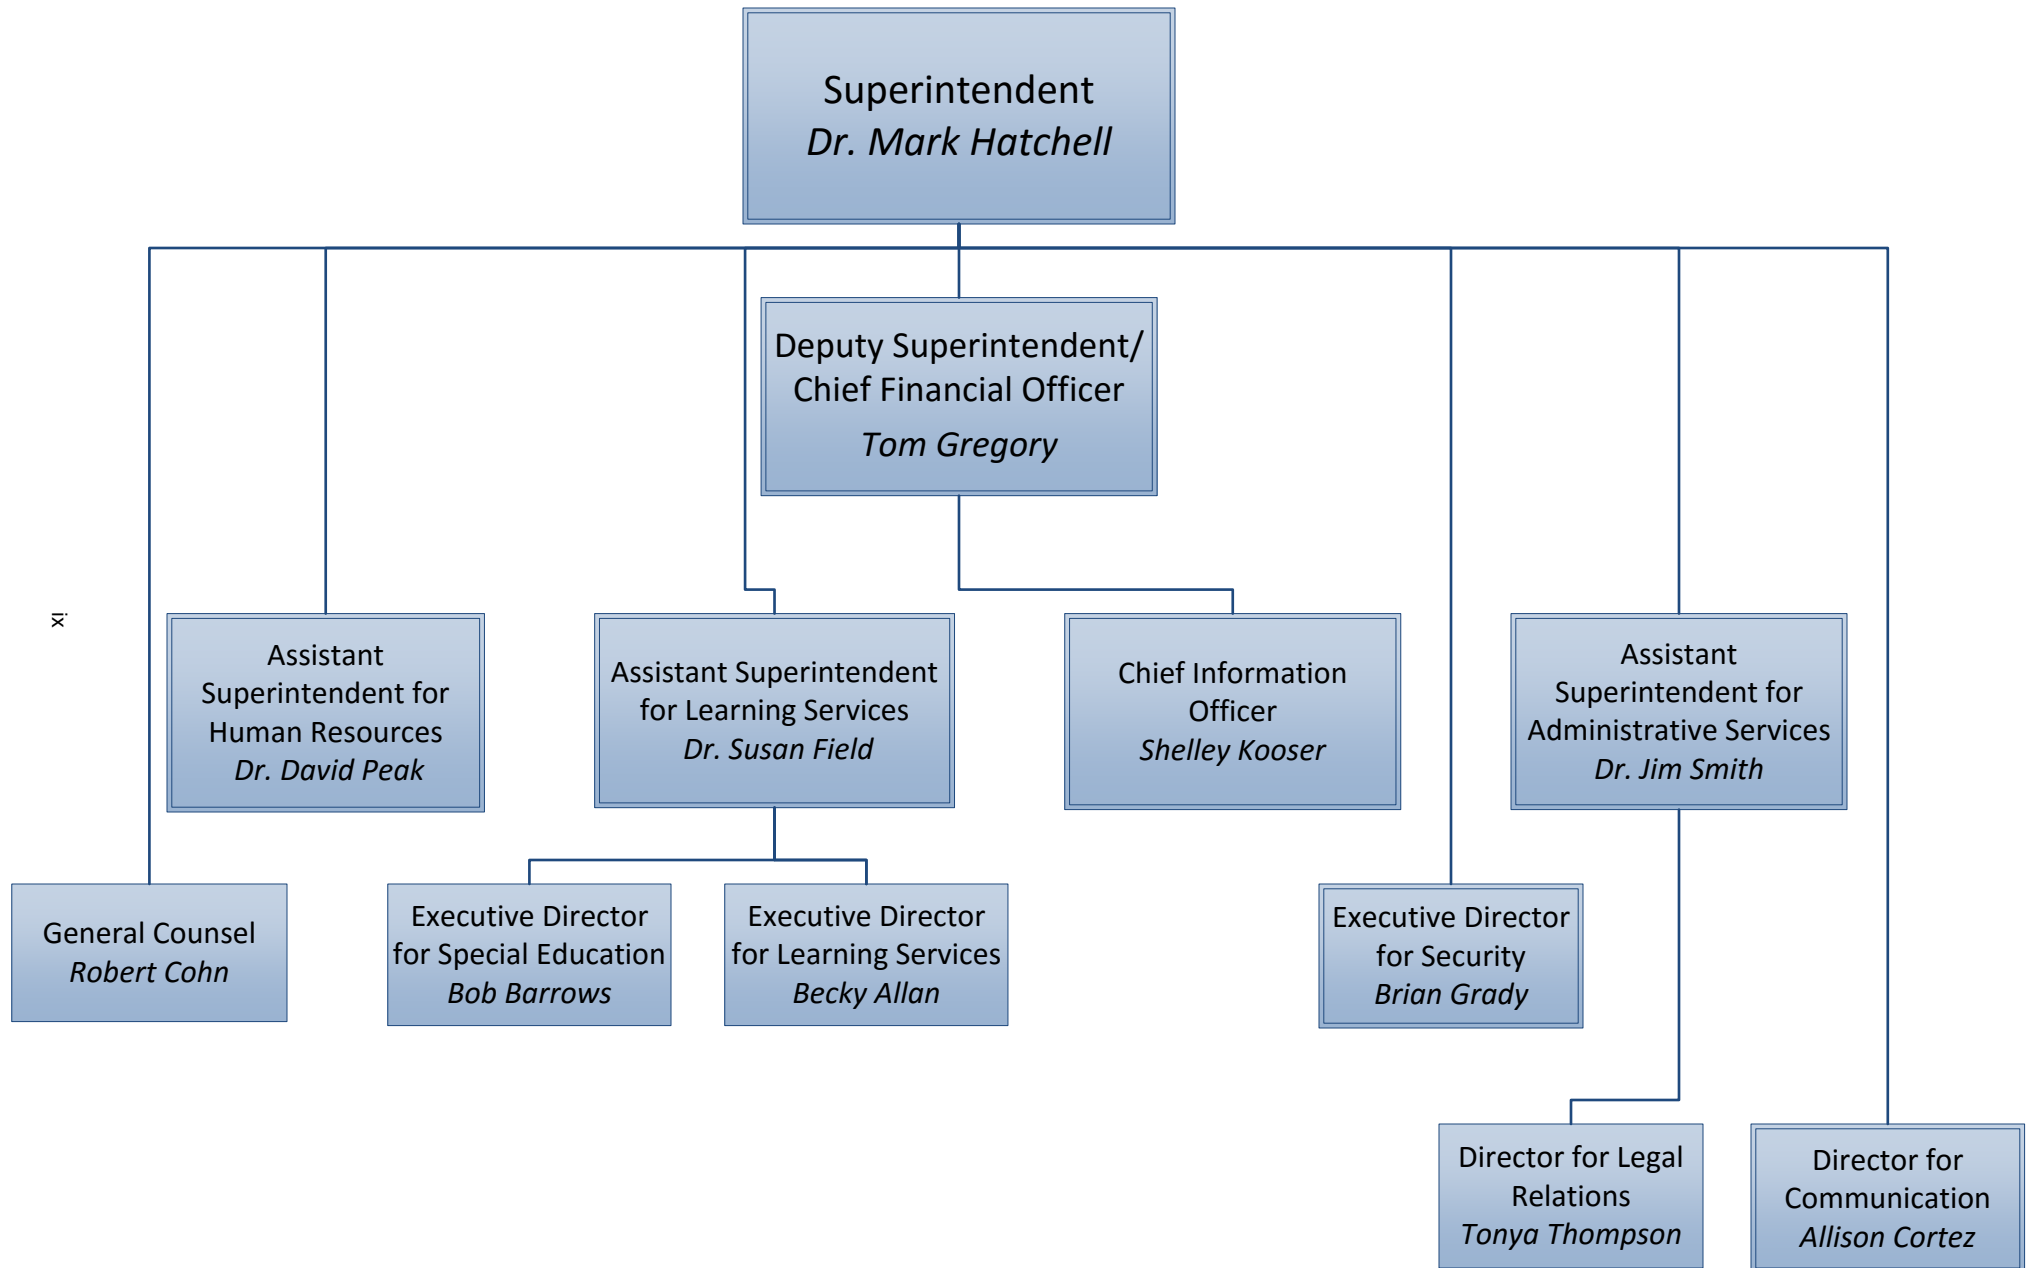 Superintendent
Dr. Mark Hatchell
Deputy Superintendent/
Chief Financial Officer
Tom Gregory
ix
Assistant
Superintendent for
Human Resources
Dr. David Peak
Assistant Superintendent
for Learning Services
Dr. Susan Field
Chief Information
Officer
Shelley Kooser
Assistant
Superintendent for
Administrative Services
Dr. Jim Smith
General Counsel
Robert Cohn
Executive Director
for Special Education
Bob Barrows
Executive Director
for Learning Services
Becky Allan
Executive Director
for Security
Brian Grady
Director for Legal
Relations
Tonya Thompson
Director for
Communication
Allison Cortez